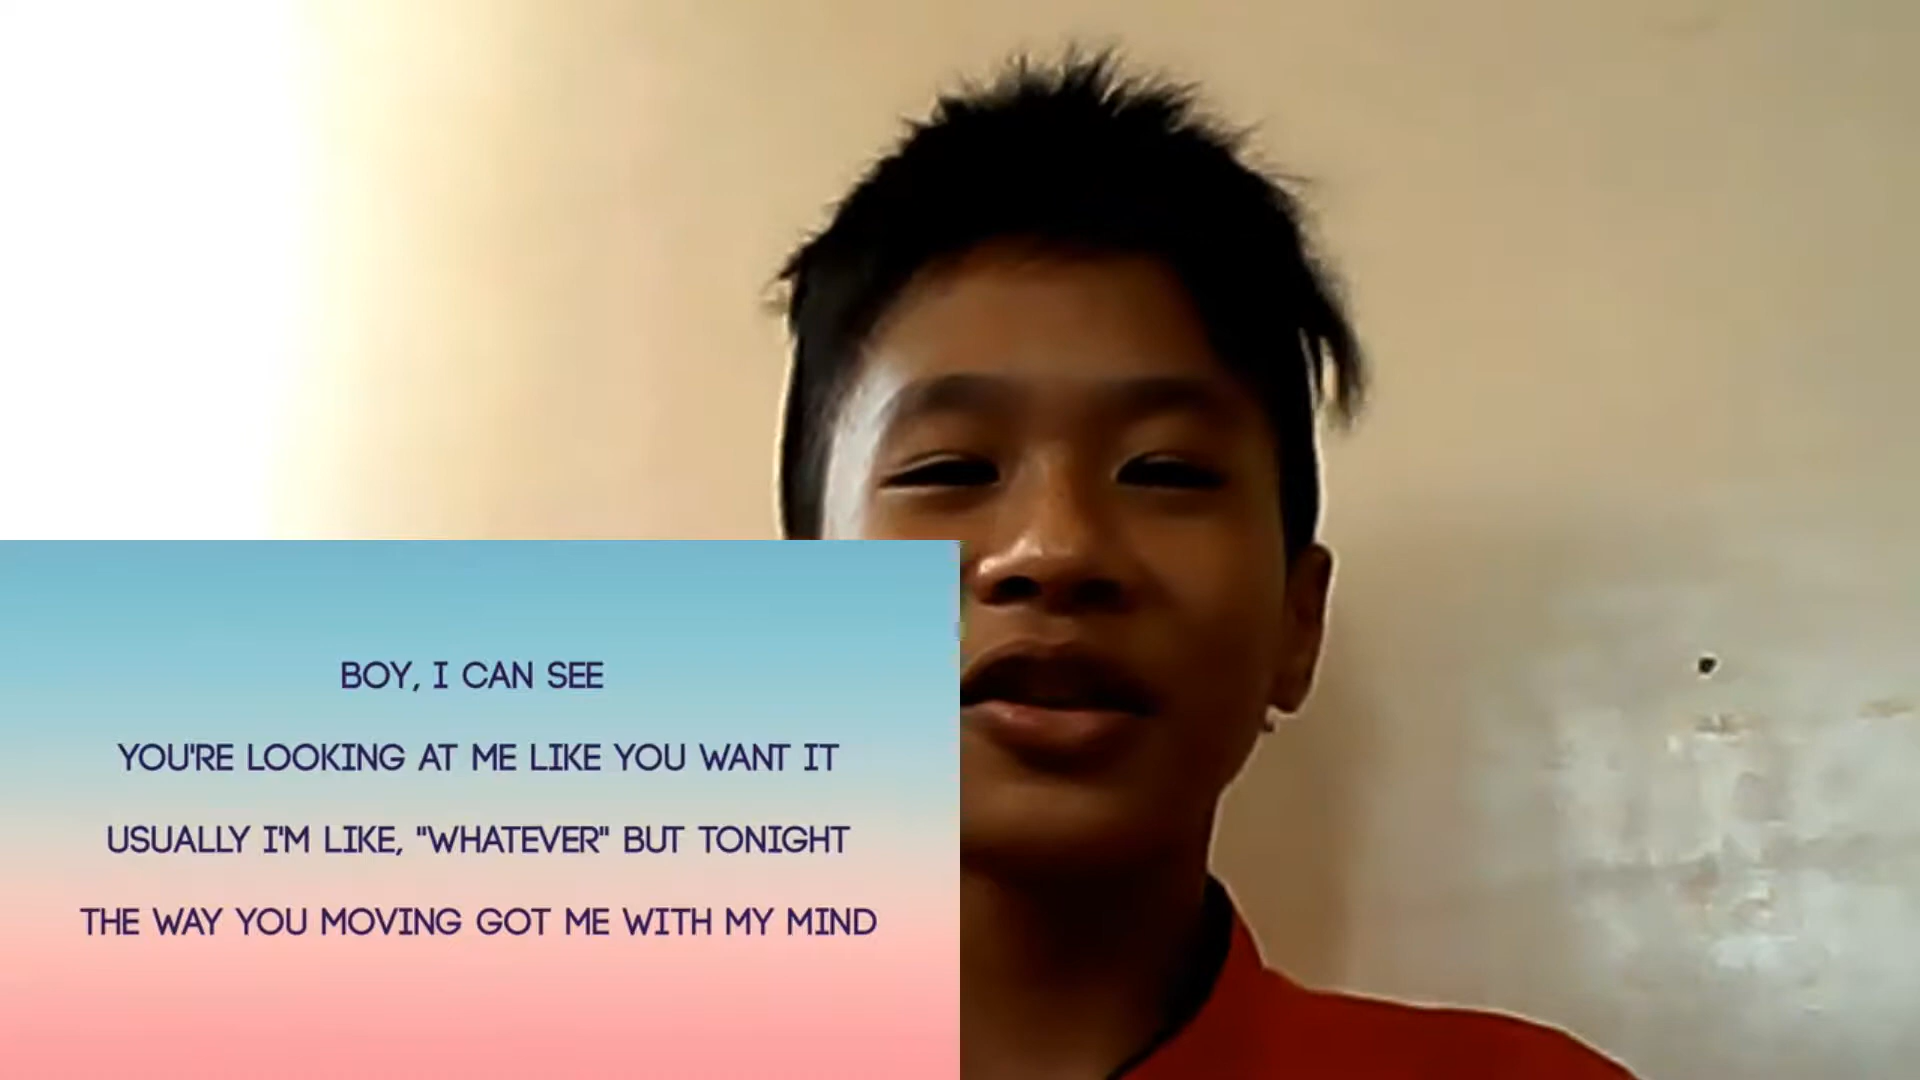 BOY, I CAN SEE
YOU'RE LOOKING AT ME LIKE YOU WANT IT
USUALLY I'M LIKE, "WHATEVER" BUT TONIGHT
THE WAY YOU MOVING GOT ME WITH MY MIND